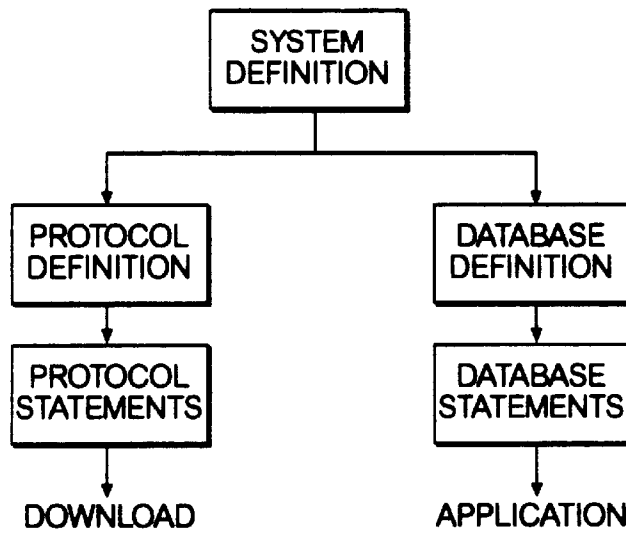 SYSTEM
DEFINITION
PROTOCOL
DEFINITION
DATABASE
DEFINITION
PROTOCOL
STATEMENTS
DATABASE
STATEMENTS
DOWNLOAD
APPLICATION